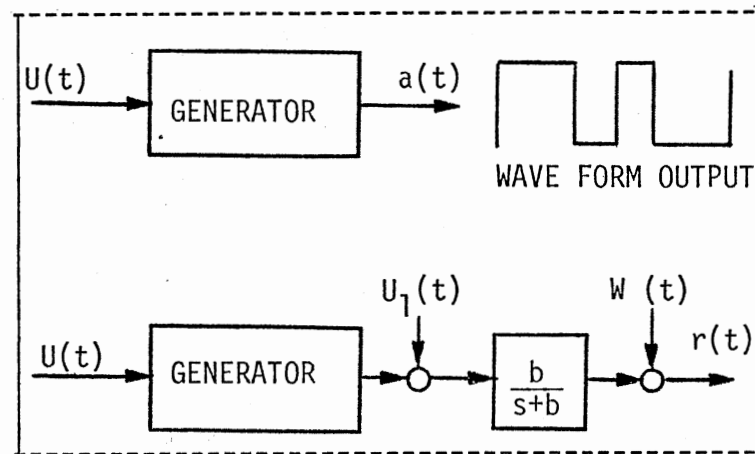 U(t)
GENERATOR
a(t)
WAVE FORM OUTPUT
U(t)
GENERATOR
U1(t)
b
s+b
W (t)
r(t)